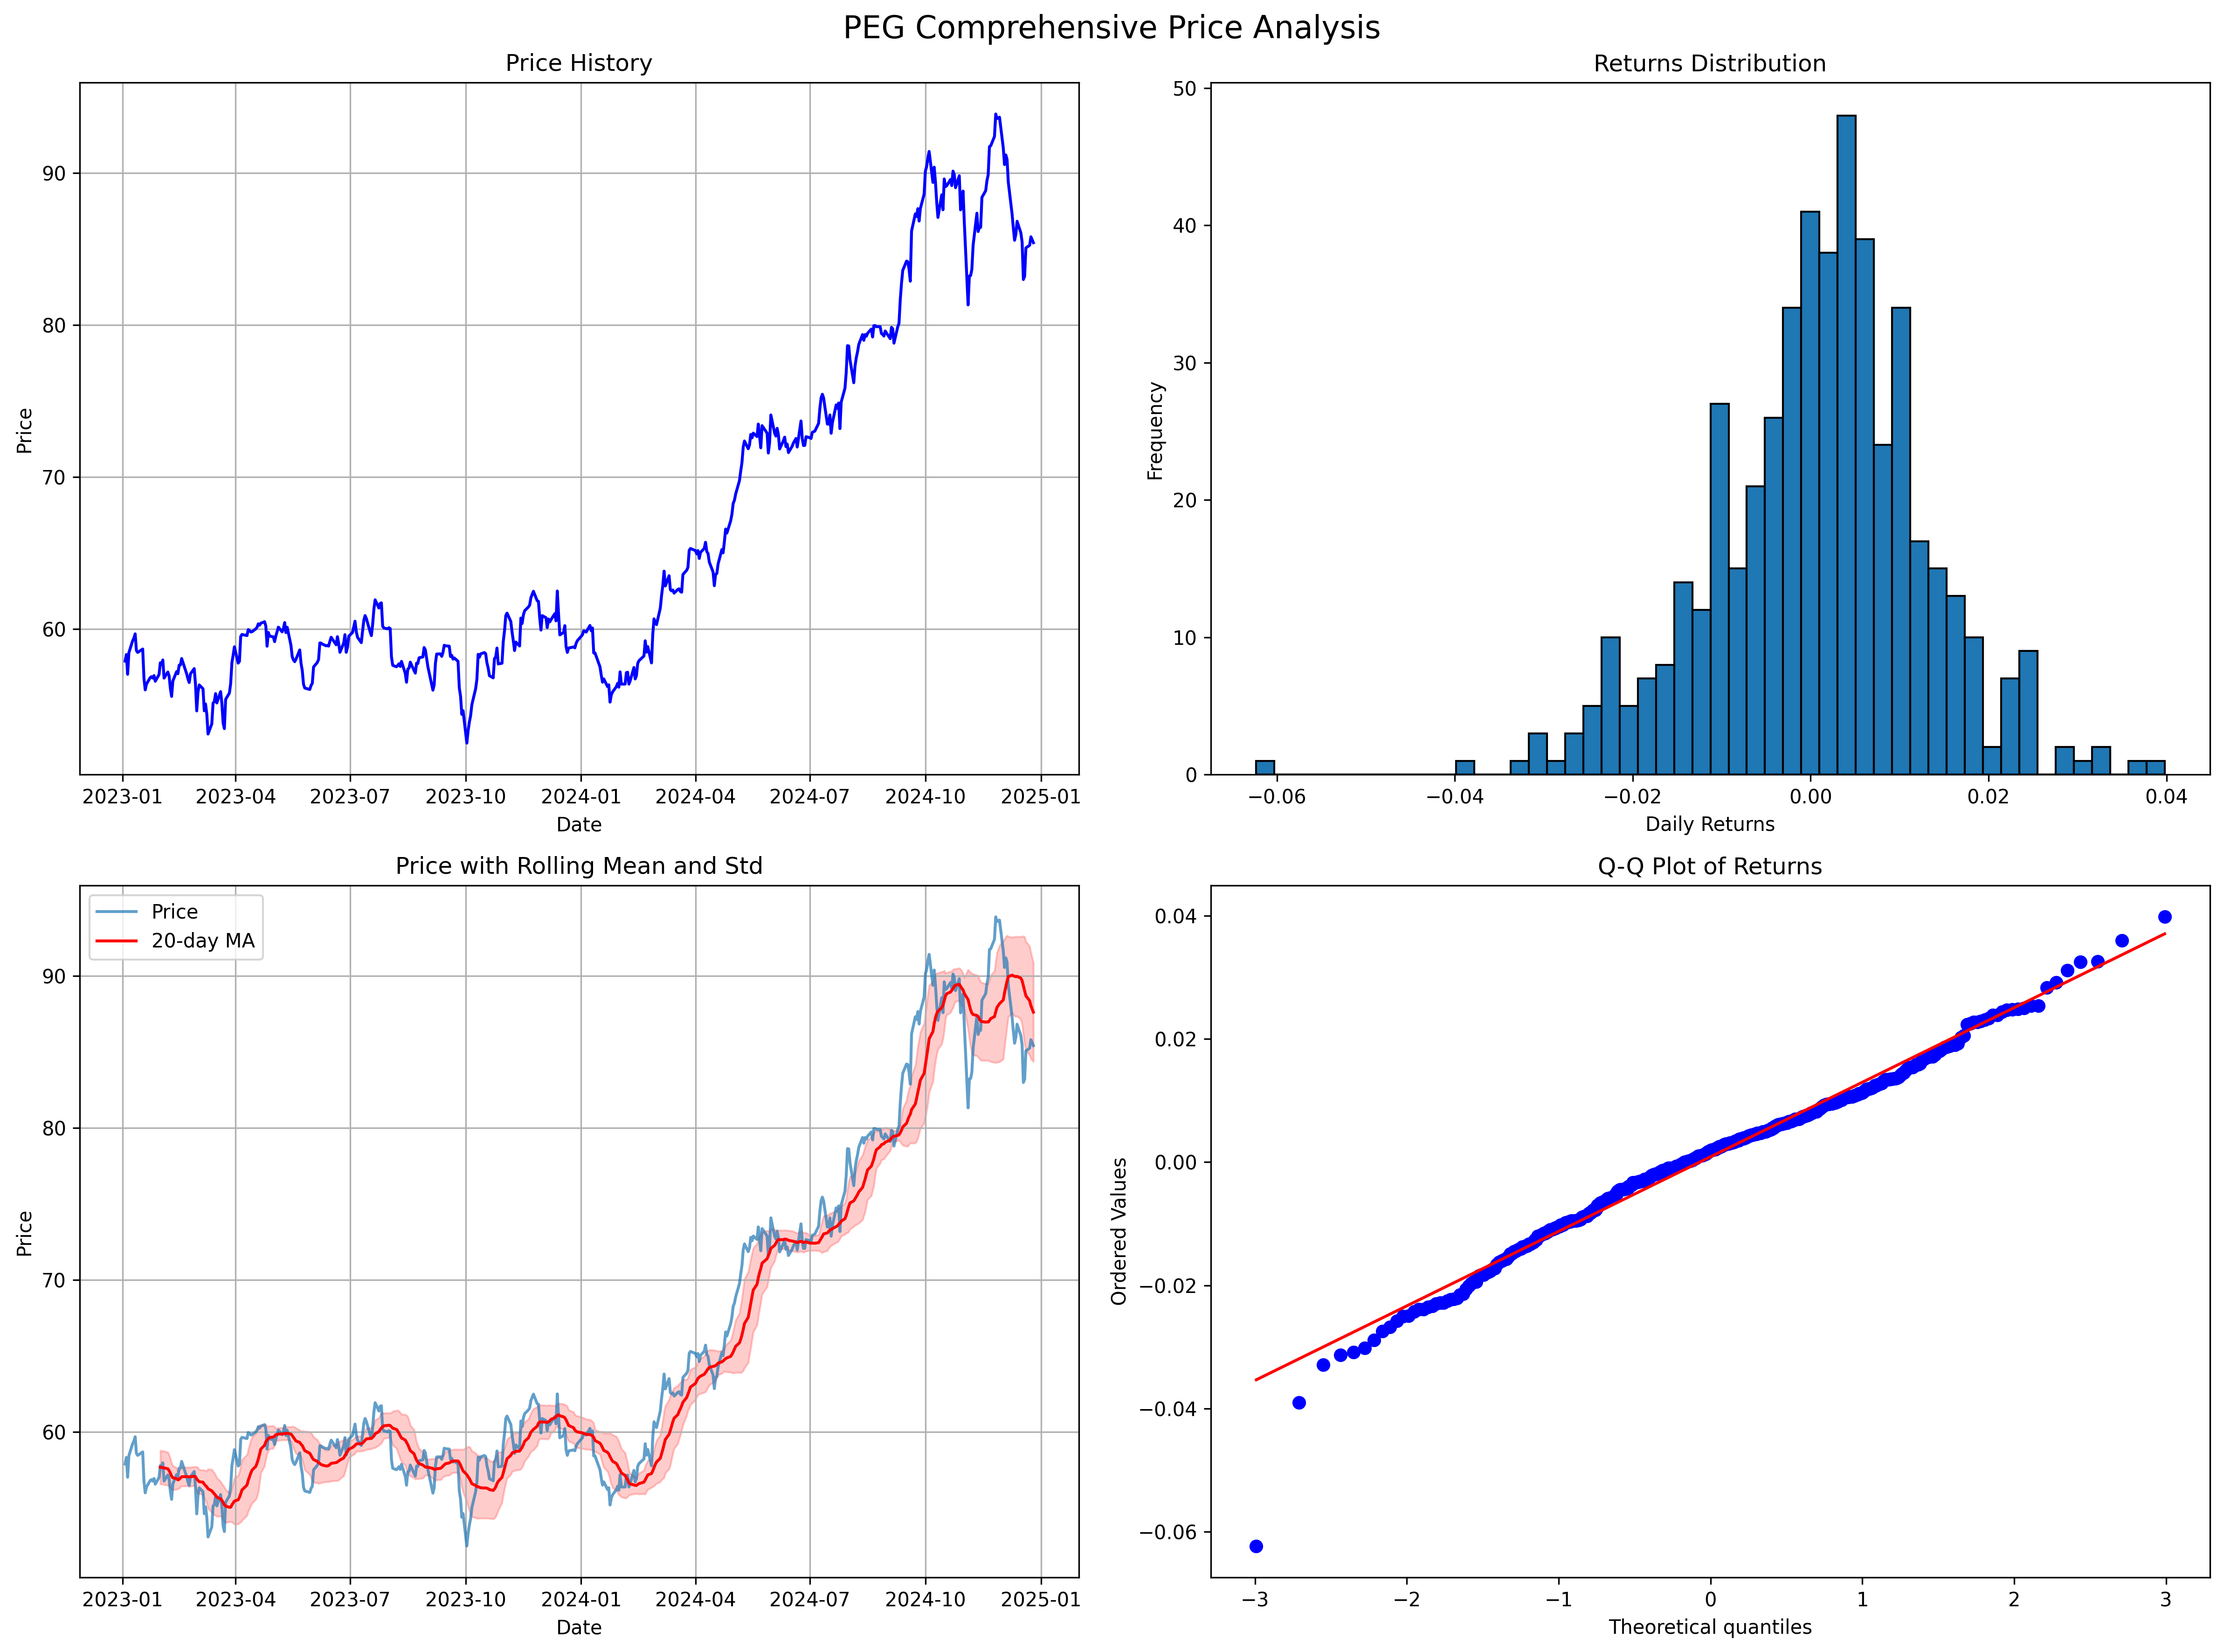 PEG Comprehensive Price Analysis
Price History
Price
90
80
70
60
2023-01 2023-04 2023-07 2023-10 2024-01 2024-04 2024-07 2024-10 2025-01
Date
Returns Distribution
Frequency
50
40
30
20
10
0
−0.06 −0.04 −0.02 0.00 0.02 0.04
Daily Returns
Price with Rolling Mean and Std
Price
20-day MA
Price
90
80
70
60
2023-01 2023-04 2023-07 2023-10 2024-01 2024-04 2024-07 2024-10 2025-01
Date
Q-Q Plot of Returns
Ordered Values
0.04
0.02
0.00
−0.02
−0.04
−0.06
−3 −2 −1 0 1 2 3
Theoretical quantiles